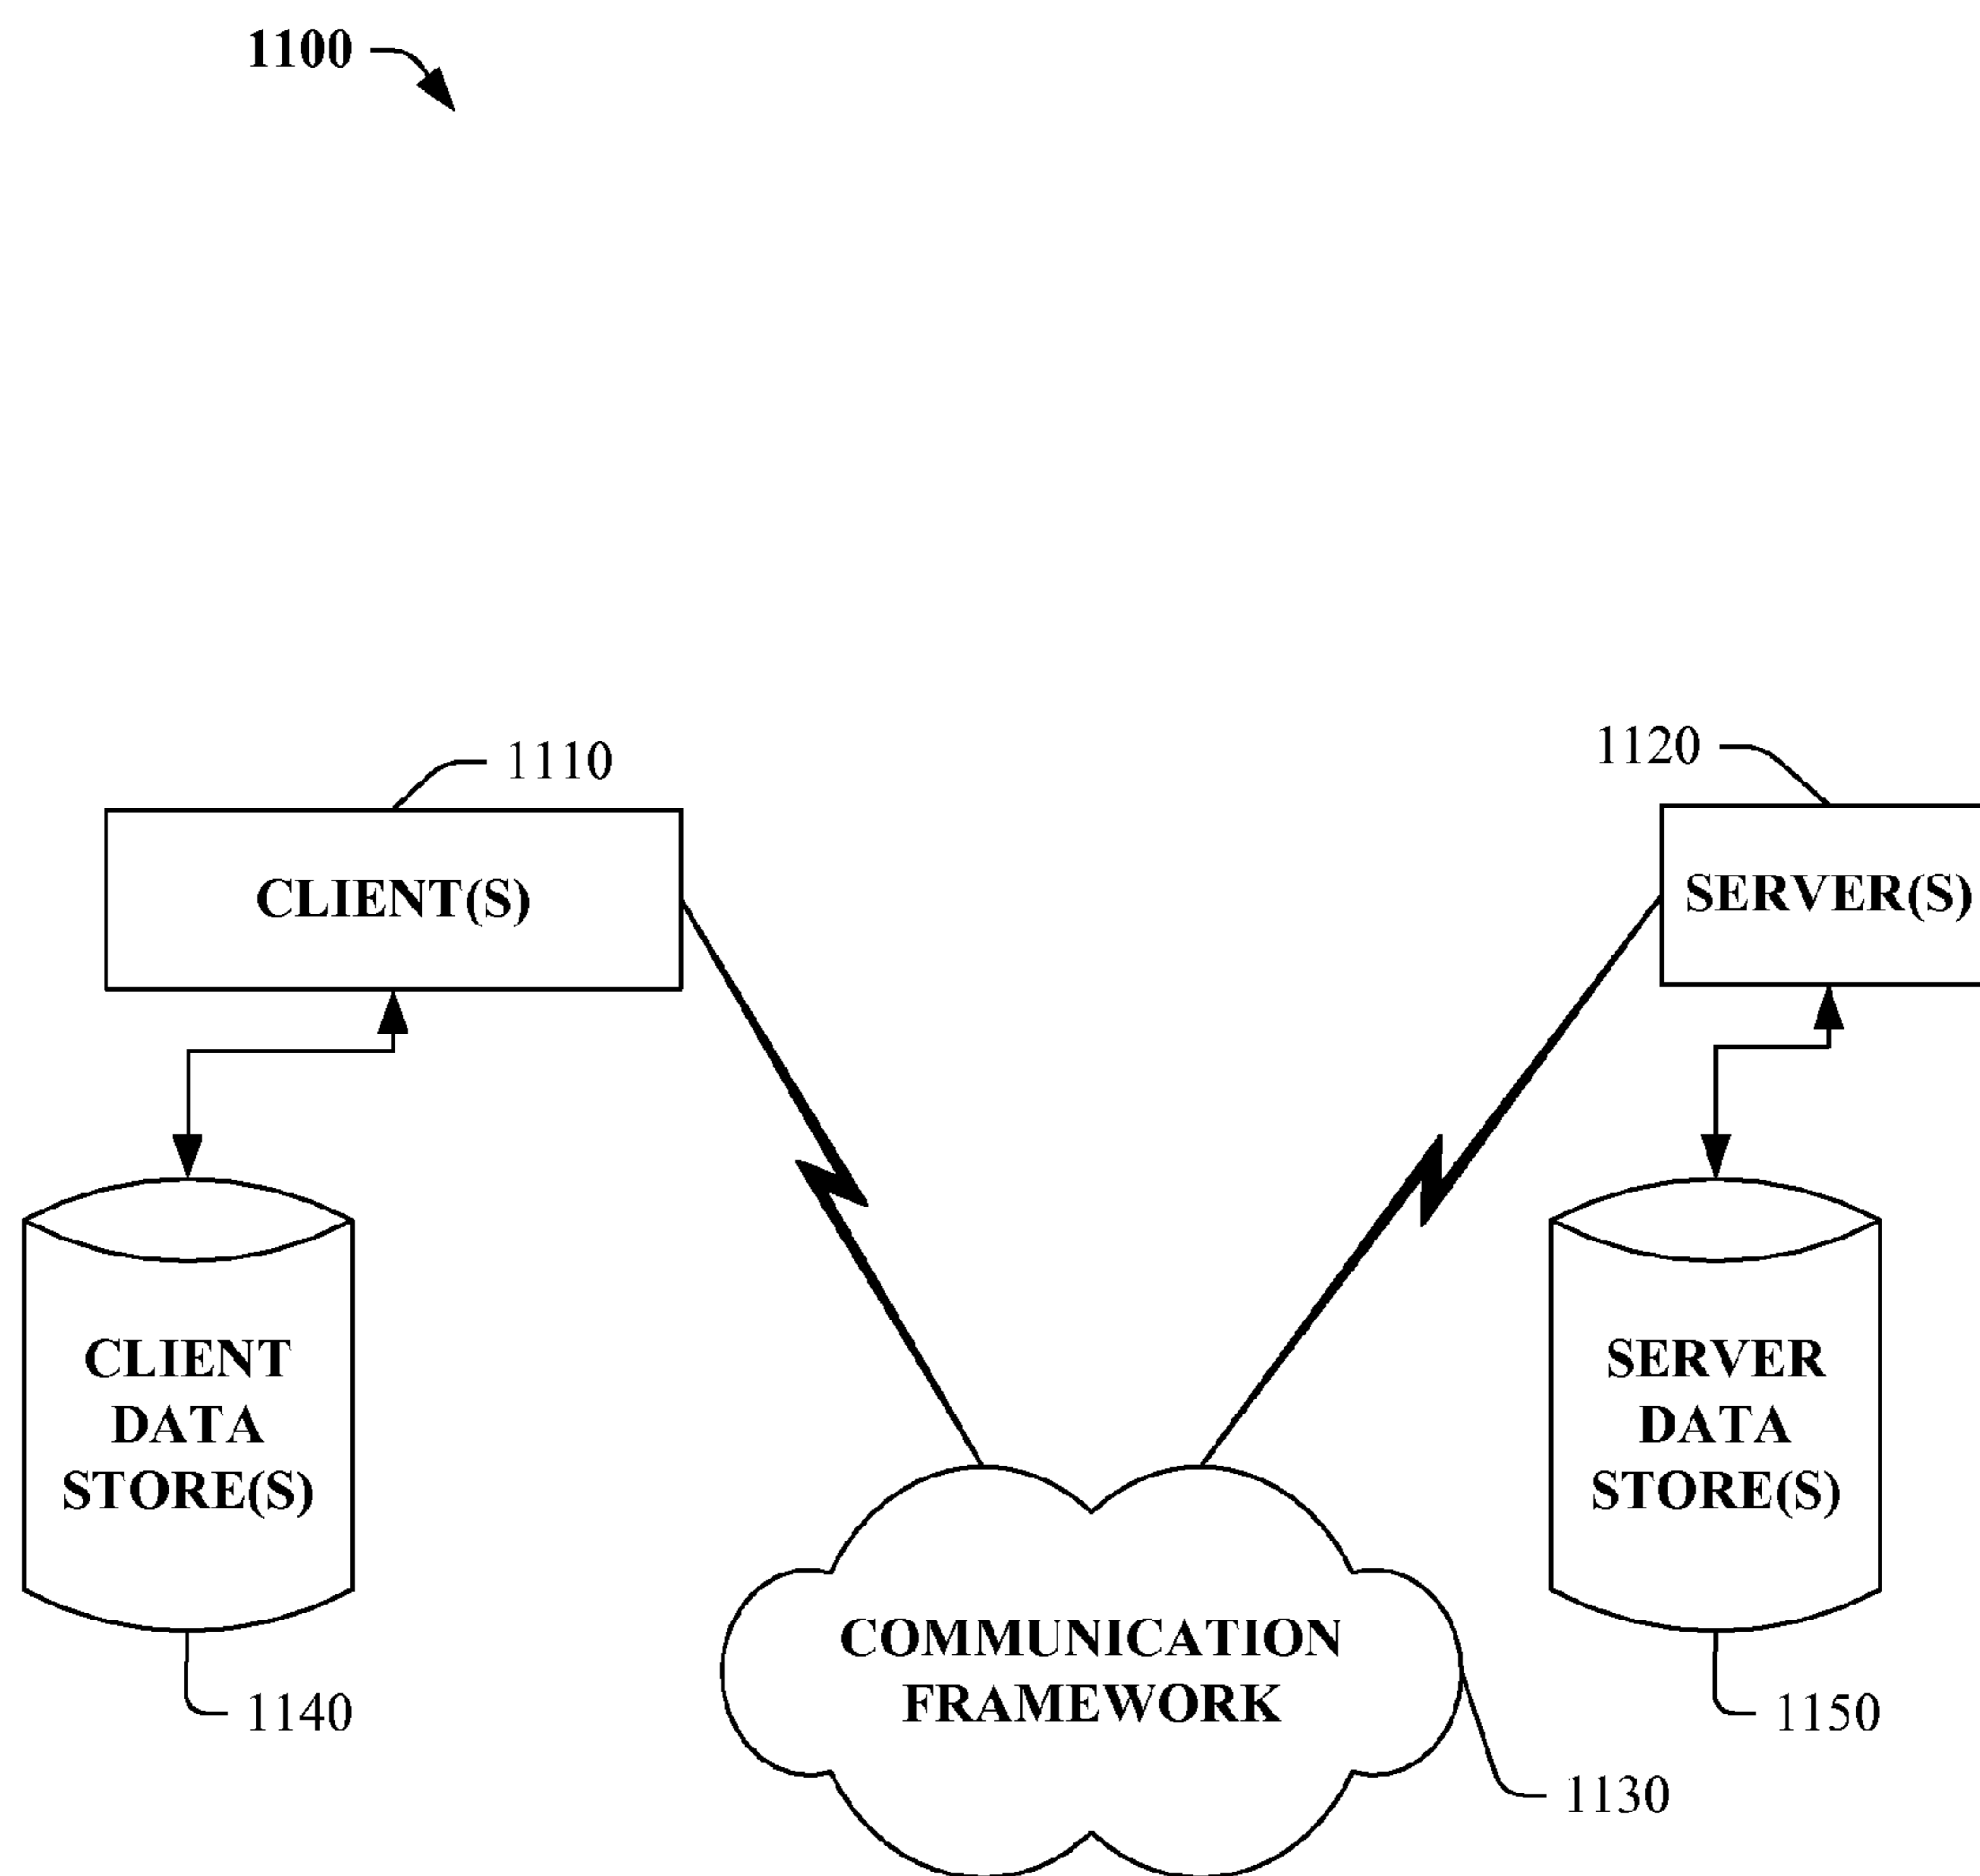 1100
1110
1120
CLIENT(S)
SERVER(S)
CLIENT
DATA
STORE(S)
SERVER
DATA
STORE(S)
COMMUNICATION
FRAMEWORK
1140
1150
1130